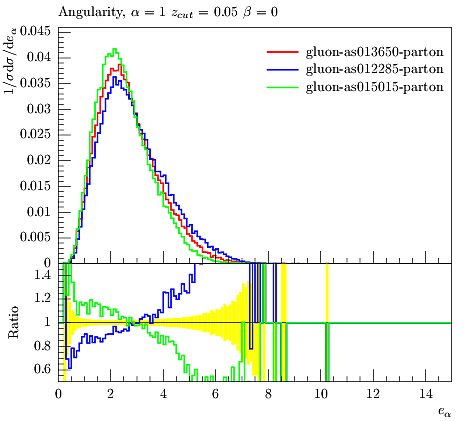 Angularity, α = 1 z_cut = 0.05 β = 0
1/σ dσ/de_α
0.045
0.04
0.035
0.03
0.025
0.02
0.015
0.01
0.005
0
gluon-as013650-parton
gluon-as012285-parton
gluon-as015015-parton
Ratio
1.4
1.2
1
0.8
0.6
0 2 4 6 8 10 12 14
e_α